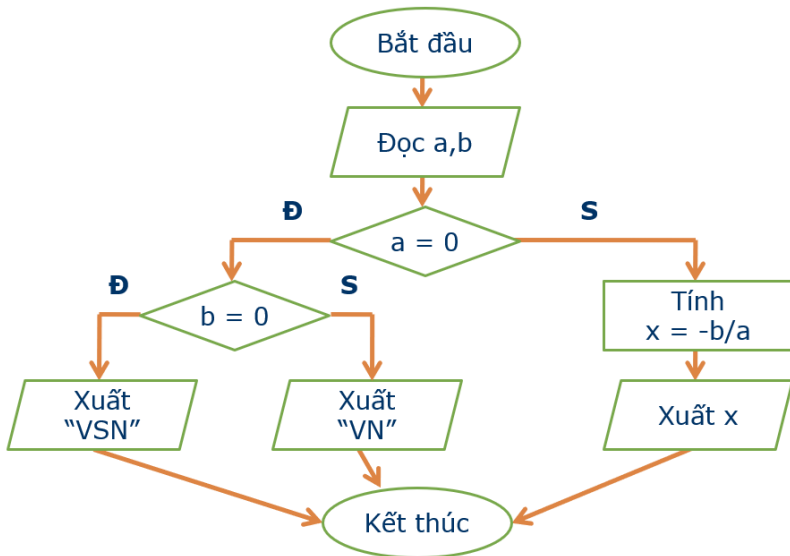 Bắt đầu
Đọc a,b
Đ
S
a = 0
Đ
S
b = 0
Tính
x = -b/a
Xuất
“VSN”
Xuất
“VN”
Xuất x
Kết thúc